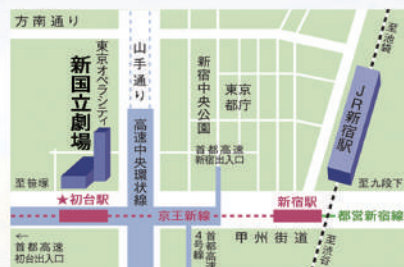 方南通り
至池袋
山手通り
東京オペラシティ
新国立劇場
新宿中央公園
東京
都庁
JR新宿駅
高速中央環状線
首都高速
新宿出入口
至笹塚
★初台駅
京王新線
新宿駅
至九段下
都営新宿線
←
首都高速
首都高速
4号線
甲州街道
至渋谷